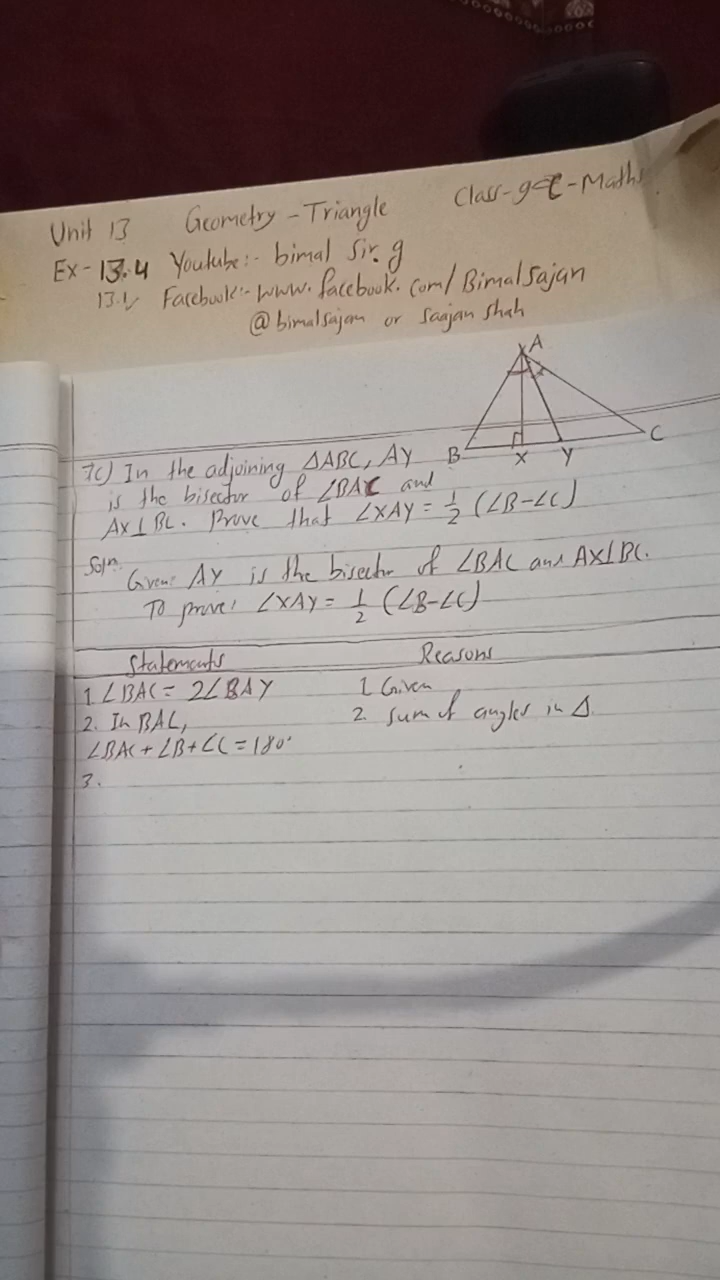 Unit 13 Geometry - Triangle Class-9 - Maths
Ex-13.4 Youtube:- bimal sir. g
13.1 Facebook:- www.facebook.com/Bimalsajan
@bimalsajan or Saajan Shah
A
B X Y C
7c) In the adjoining ΔABC, AY
is the bisector of ∠BAC and
AX⊥BC. Prove that ∠XAY = 1/2 (∠B-∠C)
Soln.
Given: AY is the bisector of ∠BAC and AX⊥BC.
To prove: ∠XAY = 1/2 (∠B-∠C)
Statements Reasons
1. ∠BAC = 2∠BAY 1. Given
2. In BAC, 2. sum of angles in Δ.
∠BAC + ∠B + ∠C = 180°
3.